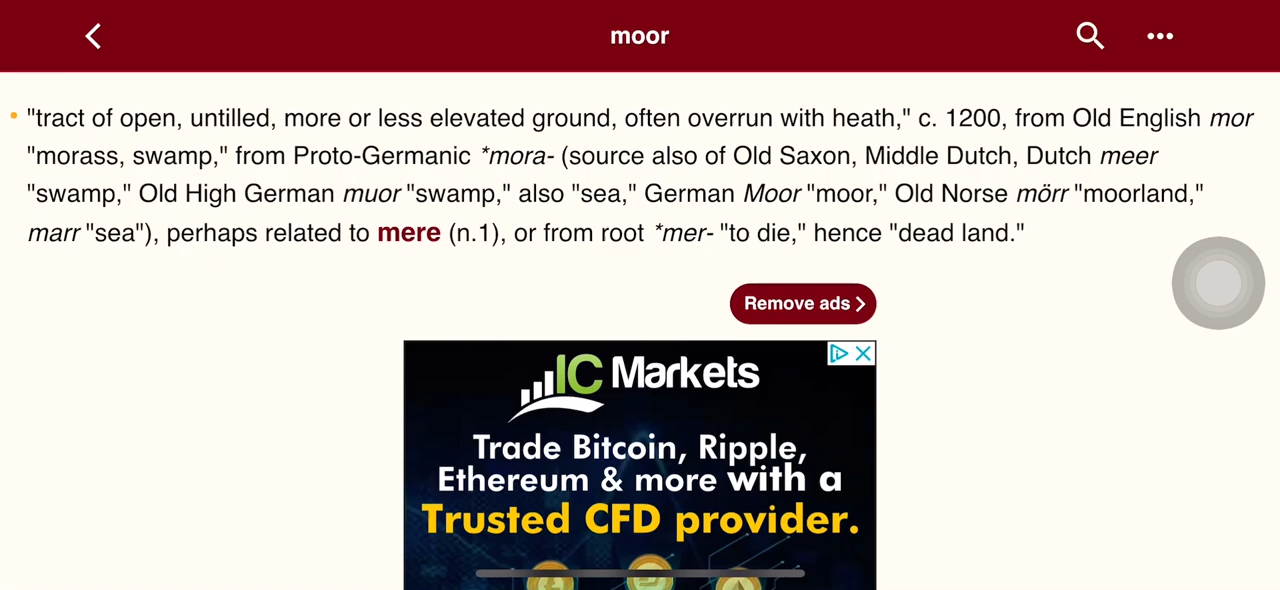 moor
"tract of open, untilled, more or less elevated ground, often overrun with heath," c. 1200, from Old English mor
"morass, swamp," from Proto-Germanic *mora- (source also of Old Saxon, Middle Dutch, Dutch meer
"swamp," Old High German muor "swamp," also "sea," German Moor "moor," Old Norse mörr "moorland,"
marr "sea"), perhaps related to mere (n.1), or from root *mer- "to die," hence "dead land."
Remove ads
IC Markets
Trade Bitcoin, Ripple,
Ethereum & more with a
Trusted CFD provider.